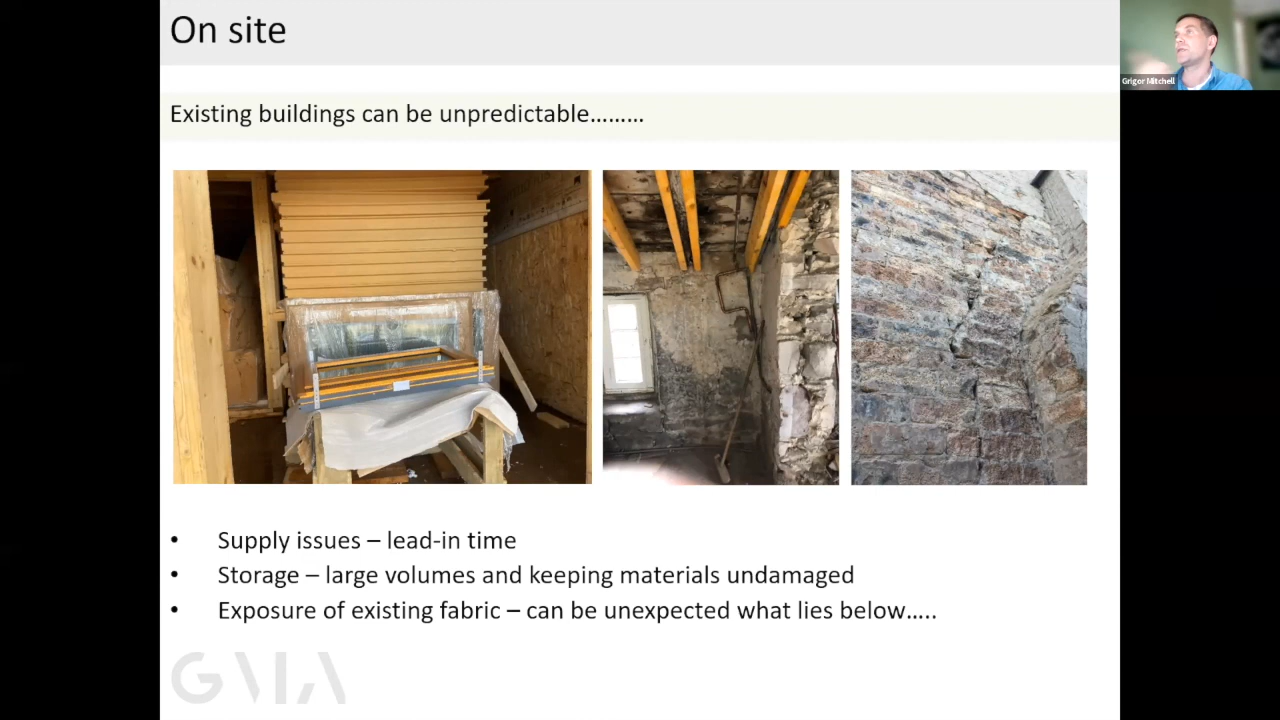 On site
Grigor Mitchell
Existing buildings can be unpredictable.........
• Supply issues – lead-in time
• Storage – large volumes and keeping materials undamaged
• Exposure of existing fabric – can be unexpected what lies below.....
GAIA